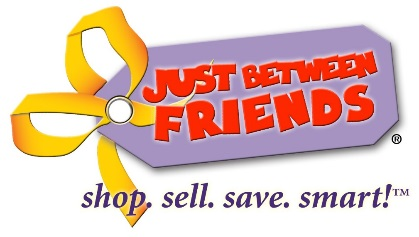 JUST BETWEEN
FRIENDS®
shop. sell. save. smart!™